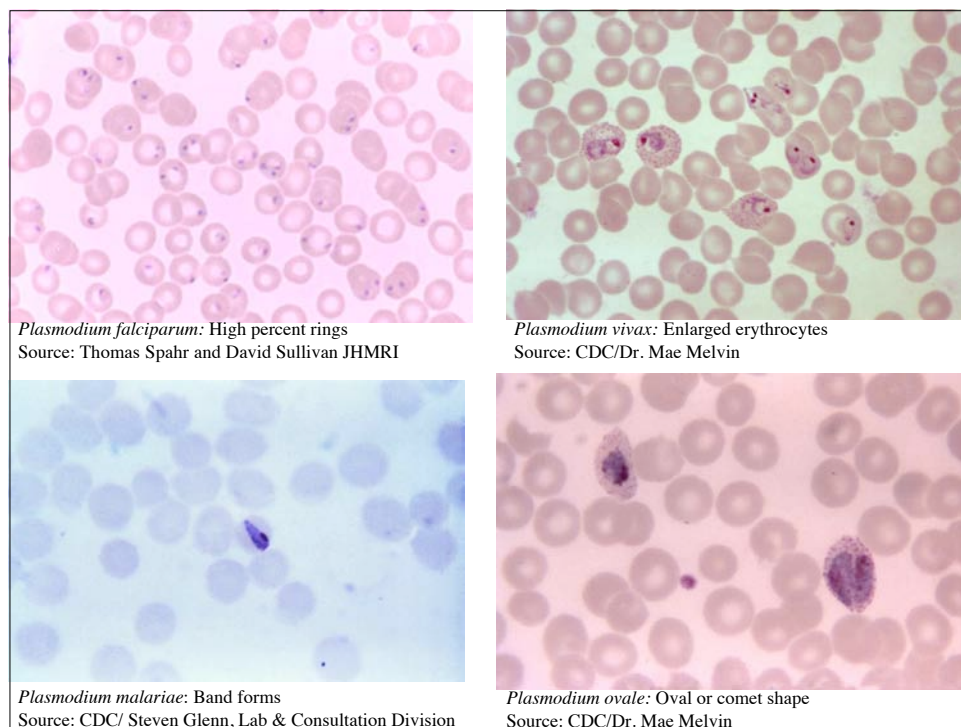 Plasmodium falciparum: High percent rings
Source: Thomas Spahr and David Sullivan JHMRI
Plasmodium vivax: Enlarged erythrocytes
Source: CDC/Dr. Mae Melvin
Plasmodium malariae: Band forms
Source: CDC/ Steven Glenn, Lab & Consultation Division
Plasmodium ovale: Oval or comet shape
Source: CDC/Dr. Mae Melvin